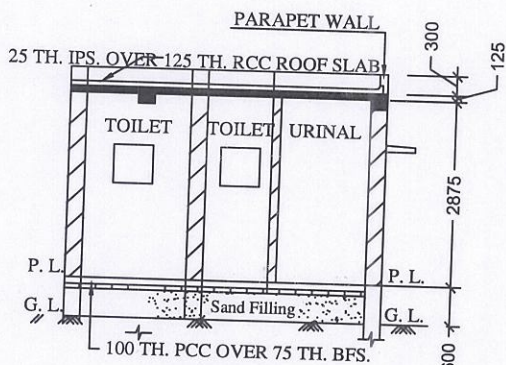 PARAPET WALL
25 TH. IPS. OVER 125 TH. RCC ROOF SLAB
300
125
TOILET
TOILET
URINAL
2875
P. L.
P. L.
G. L.
Sand Filling
G. L.
100 TH. PCC OVER 75 TH. BFS.